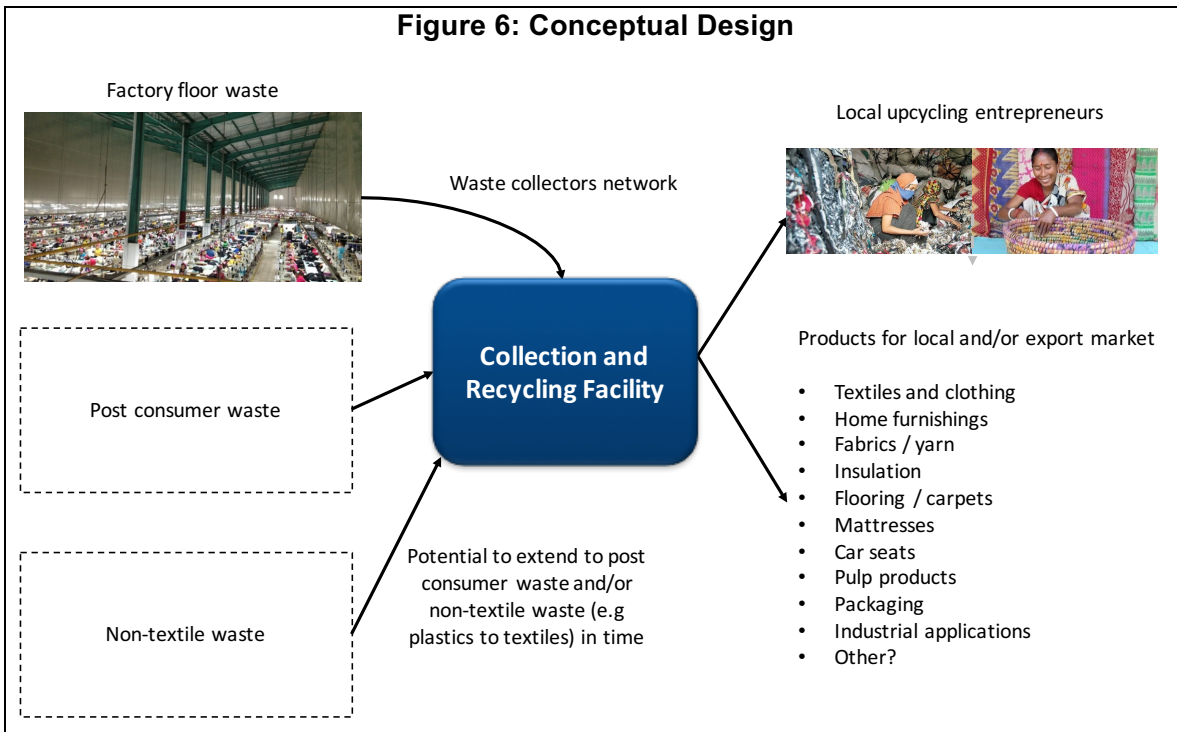 Figure 6: Conceptual Design
Factory floor waste
Waste collectors network
Local upcycling entrepreneurs
Collection and
Recycling Facility
Post consumer waste
Non-textile waste
Potential to extend to post
consumer waste and/or
non-textile waste (e.g
plastics to textiles) in time
Products for local and/or export market
• Textiles and clothing
• Home furnishings
• Fabrics / yarn
• Insulation
• Flooring / carpets
• Mattresses
• Car seats
• Pulp products
• Packaging
• Industrial applications
• Other?